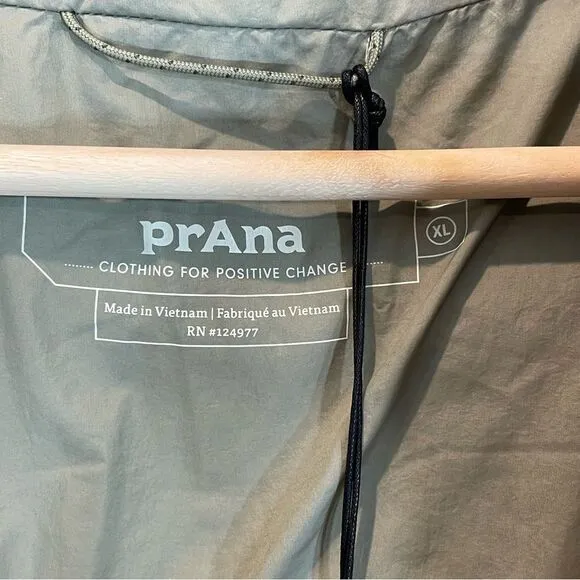 prAna
XL
CLOTHING FOR POSITIVE CHANGE
Made in Vietnam | Fabriqué au Vietnam
RN #124977